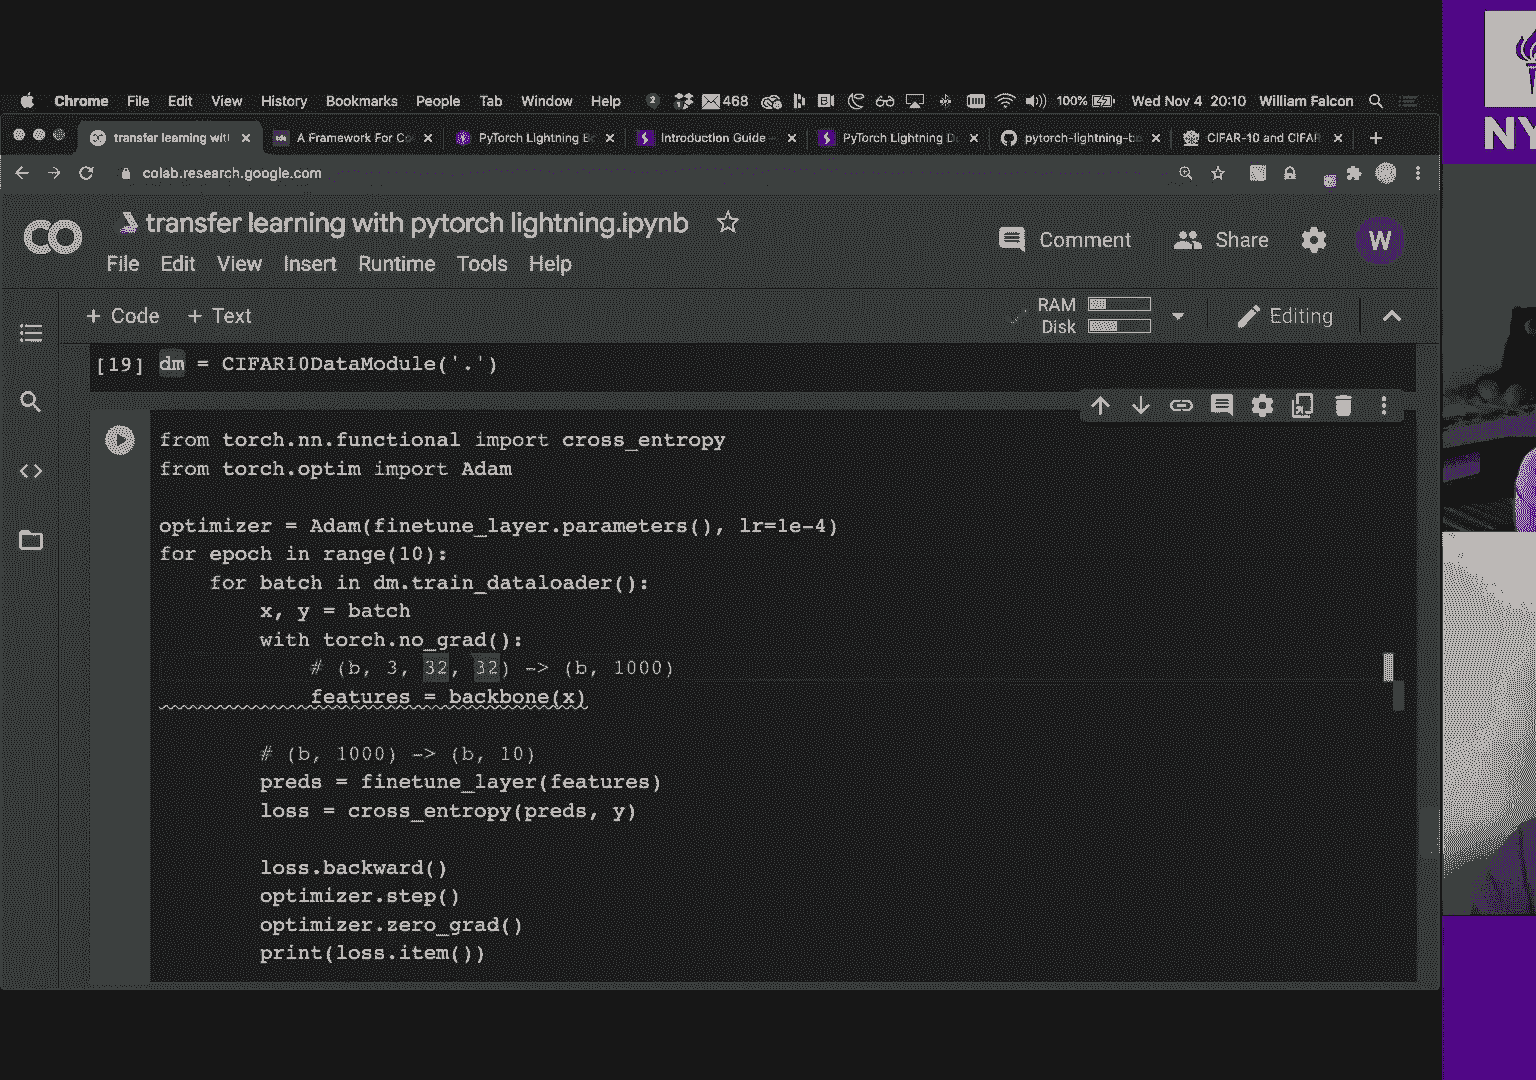 Chrome File Edit View History Bookmarks People Tab Window Help 2 468 100% Wed Nov 4 20:10 William Falcon
transfer learning wit A Framework For Co PyTorch Lightning B Introduction Guide PyTorch Lightning D pytorch-lightning-b CIFAR-10 and CIFAR
colab.research.google.com
NY
CO transfer learning with pytorch lightning.ipynb
Comment Share W
File Edit View Insert Runtime Tools Help
+ Code + Text
RAM
Disk
Editing
[19] dm = CIFAR10DataModule('.')
from torch.nn.functional import cross_entropy
from torch.optim import Adam
optimizer = Adam(finetune_layer.parameters(), lr=1e-4)
for epoch in range(10):
for batch in dm.train_dataloader():
x, y = batch
with torch.no_grad():
# (b, 3, 32, 32) -> (b, 1000)
features = backbone(x)
# (b, 1000) -> (b, 10)
preds = finetune_layer(features)
loss = cross_entropy(preds, y)
loss.backward()
optimizer.step()
optimizer.zero_grad()
print(loss.item())